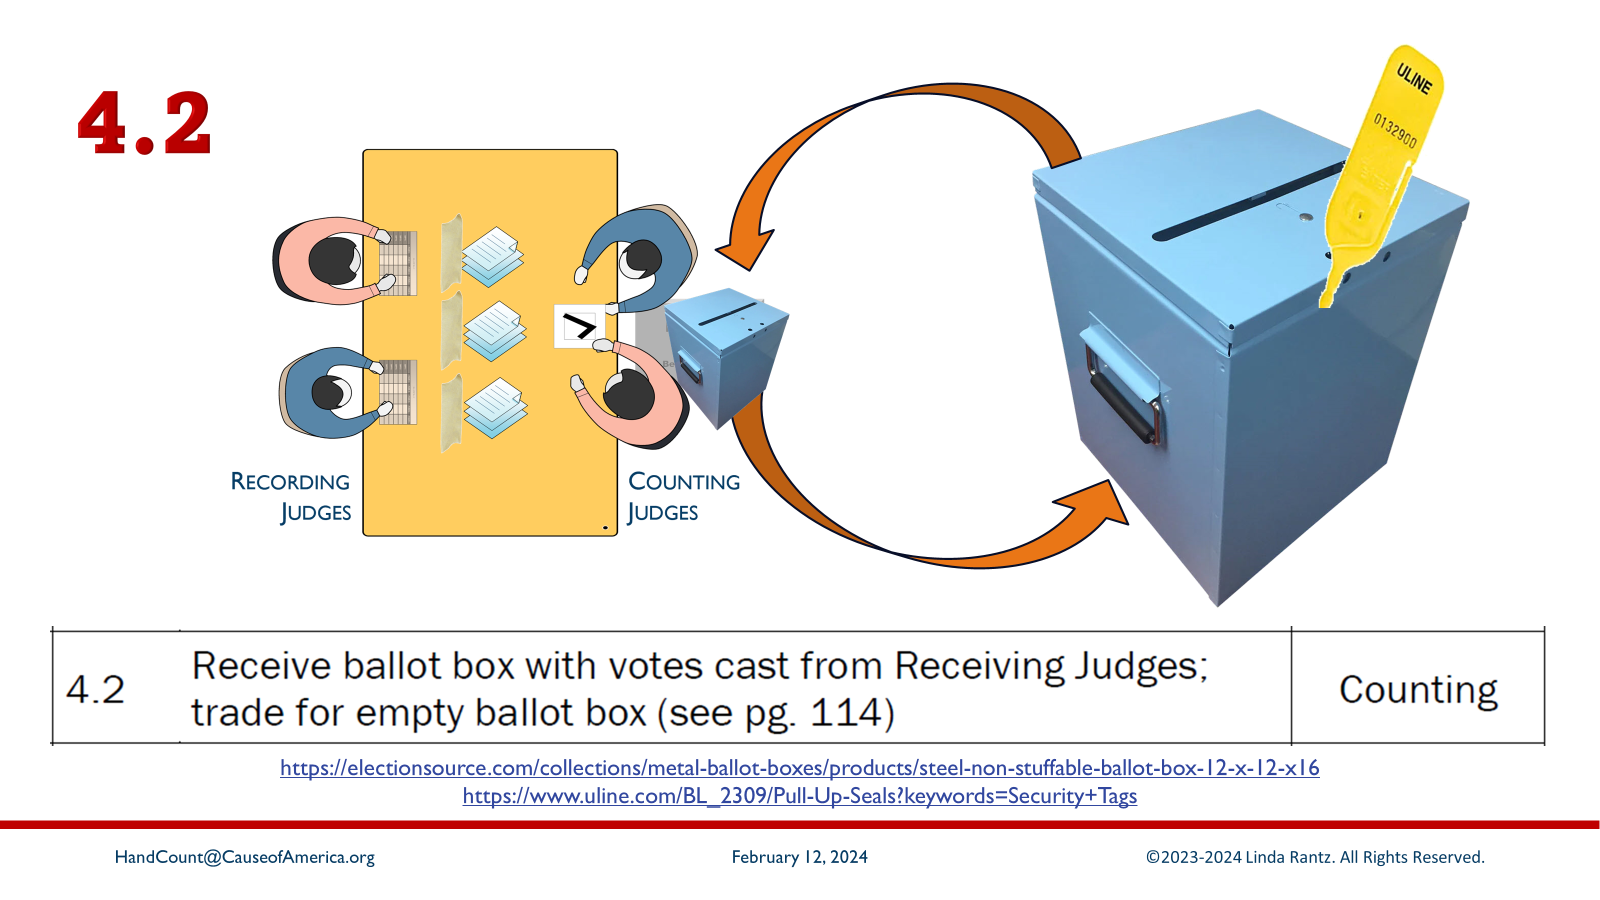 4.2
ULINE
0132900
RECORDING
JUDGES
COUNTING
JUDGES
4.2
Receive ballot box with votes cast from Receiving Judges;
trade for empty ballot box (see pg. 114)
Counting
https://electionsource.com/collections/metal-ballot-boxes/products/steel-non-stuffable-ballot-box-12-x-12-x16
https://www.uline.com/BL_2309/Pull-Up-Seals?keywords=Security+Tags
HandCount@CauseofAmerica.org
February 12, 2024
©2023-2024 Linda Rantz. All Rights Reserved.